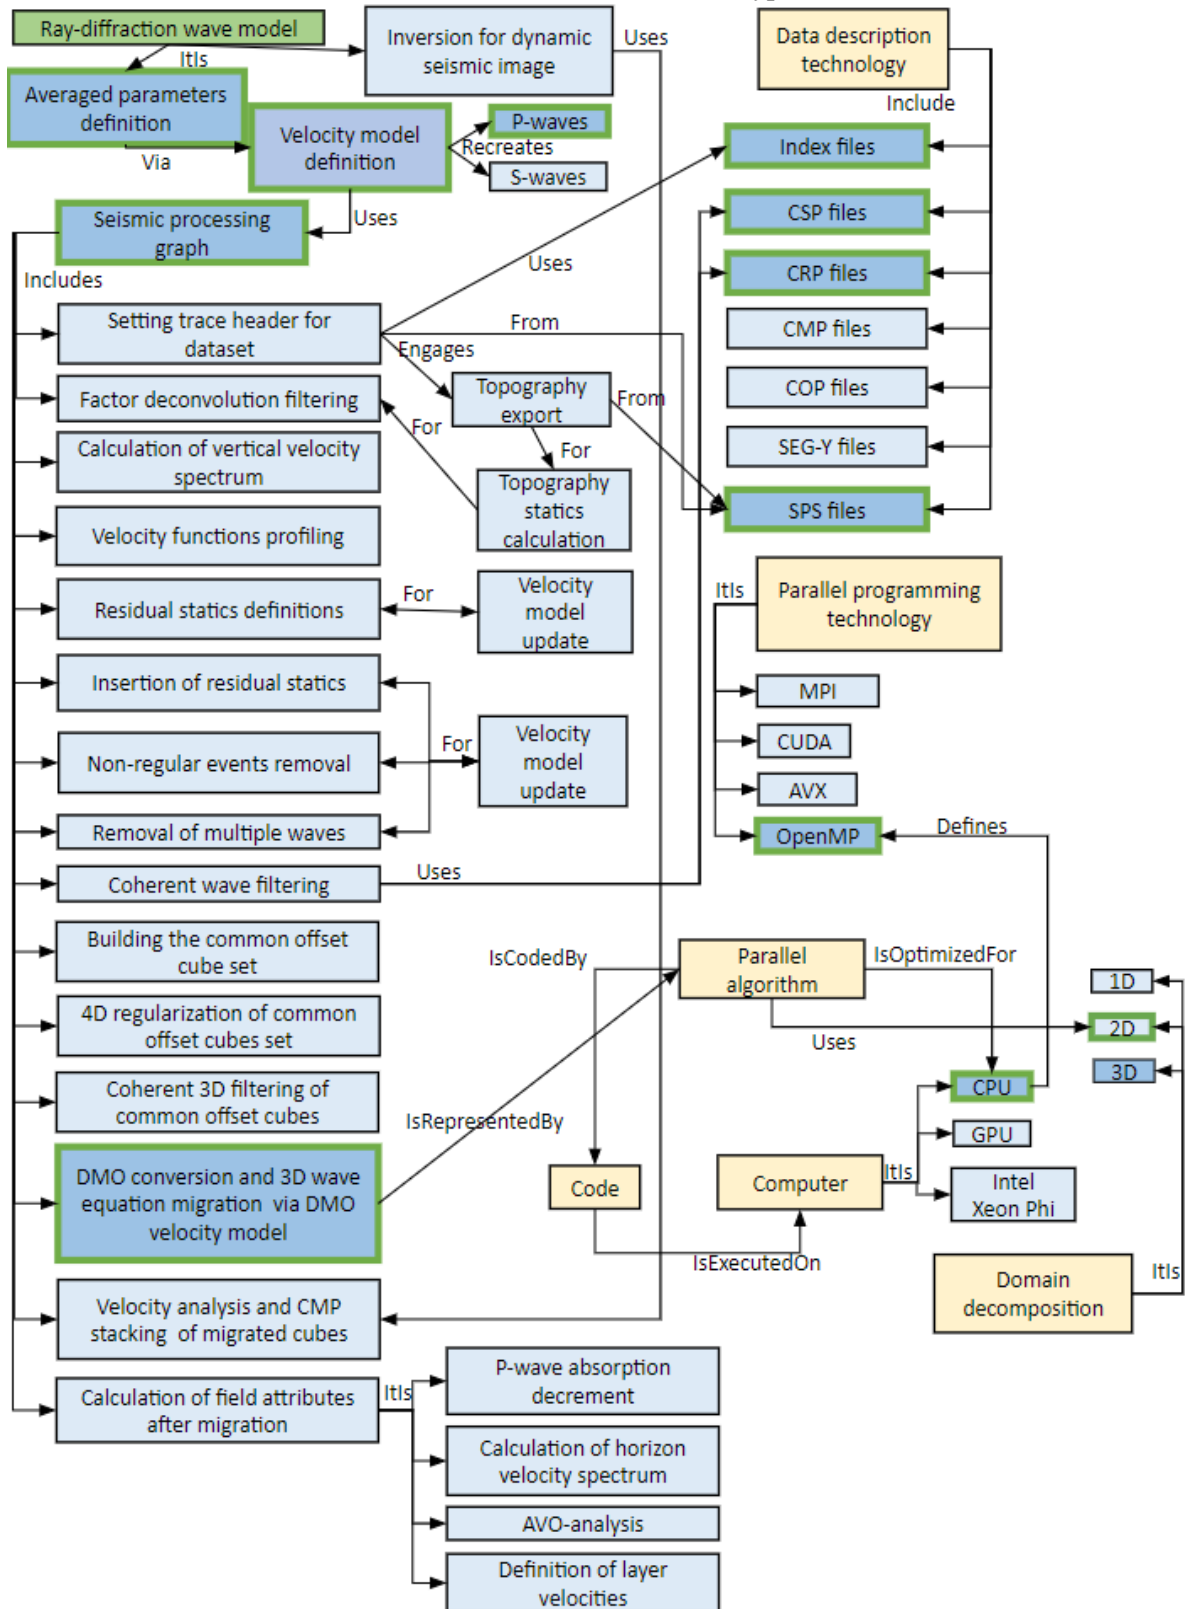 Ray-diffraction wave model
ItIs
Inversion for dynamic
seismic image
Uses
Data description
technology
Include
Averaged parameters
definition
Via
Velocity model
definition
Recreates
P-waves
S-waves
Uses
Seismic processing
graph
Includes
Index files
CSP files
CRP files
CMP files
COP files
SEG-Y files
SPS files
Setting trace header for
dataset
Uses
From
Engages
Topography
export
From
For
Factor deconvolution filtering
For
Topography
statics
calculation
Calculation of vertical velocity
spectrum
Velocity functions profiling
Residual statics definitions
For
Velocity
model
update
Insertion of residual statics
Non-regular events removal
For
Velocity
model
update
Removal of multiple waves
Coherent wave filtering
Uses
Building the common offset
cube set
4D regularization of common
offset cubes set
Coherent 3D filtering of
common offset cubes
DMO conversion and 3D wave
equation migration via DMO
velocity model
IsRepresentedBy
Velocity analysis and CMP
stacking of migrated cubes
Calculation of field attributes
after migration
ItIs
P-wave absorption
decrement
Calculation of horizon
velocity spectrum
AVO-analysis
Definition of layer
velocities
ItIs
Parallel programming
technology
MPI
CUDA
AVX
OpenMP
Defines
IsCodedBy
Parallel
algorithm
IsOptimizedFor
Uses
1D
2D
3D
CPU
GPU
Intel
Xeon Phi
Code
Computer
ItIs
IsExecutedOn
Domain
decomposition
ItIs